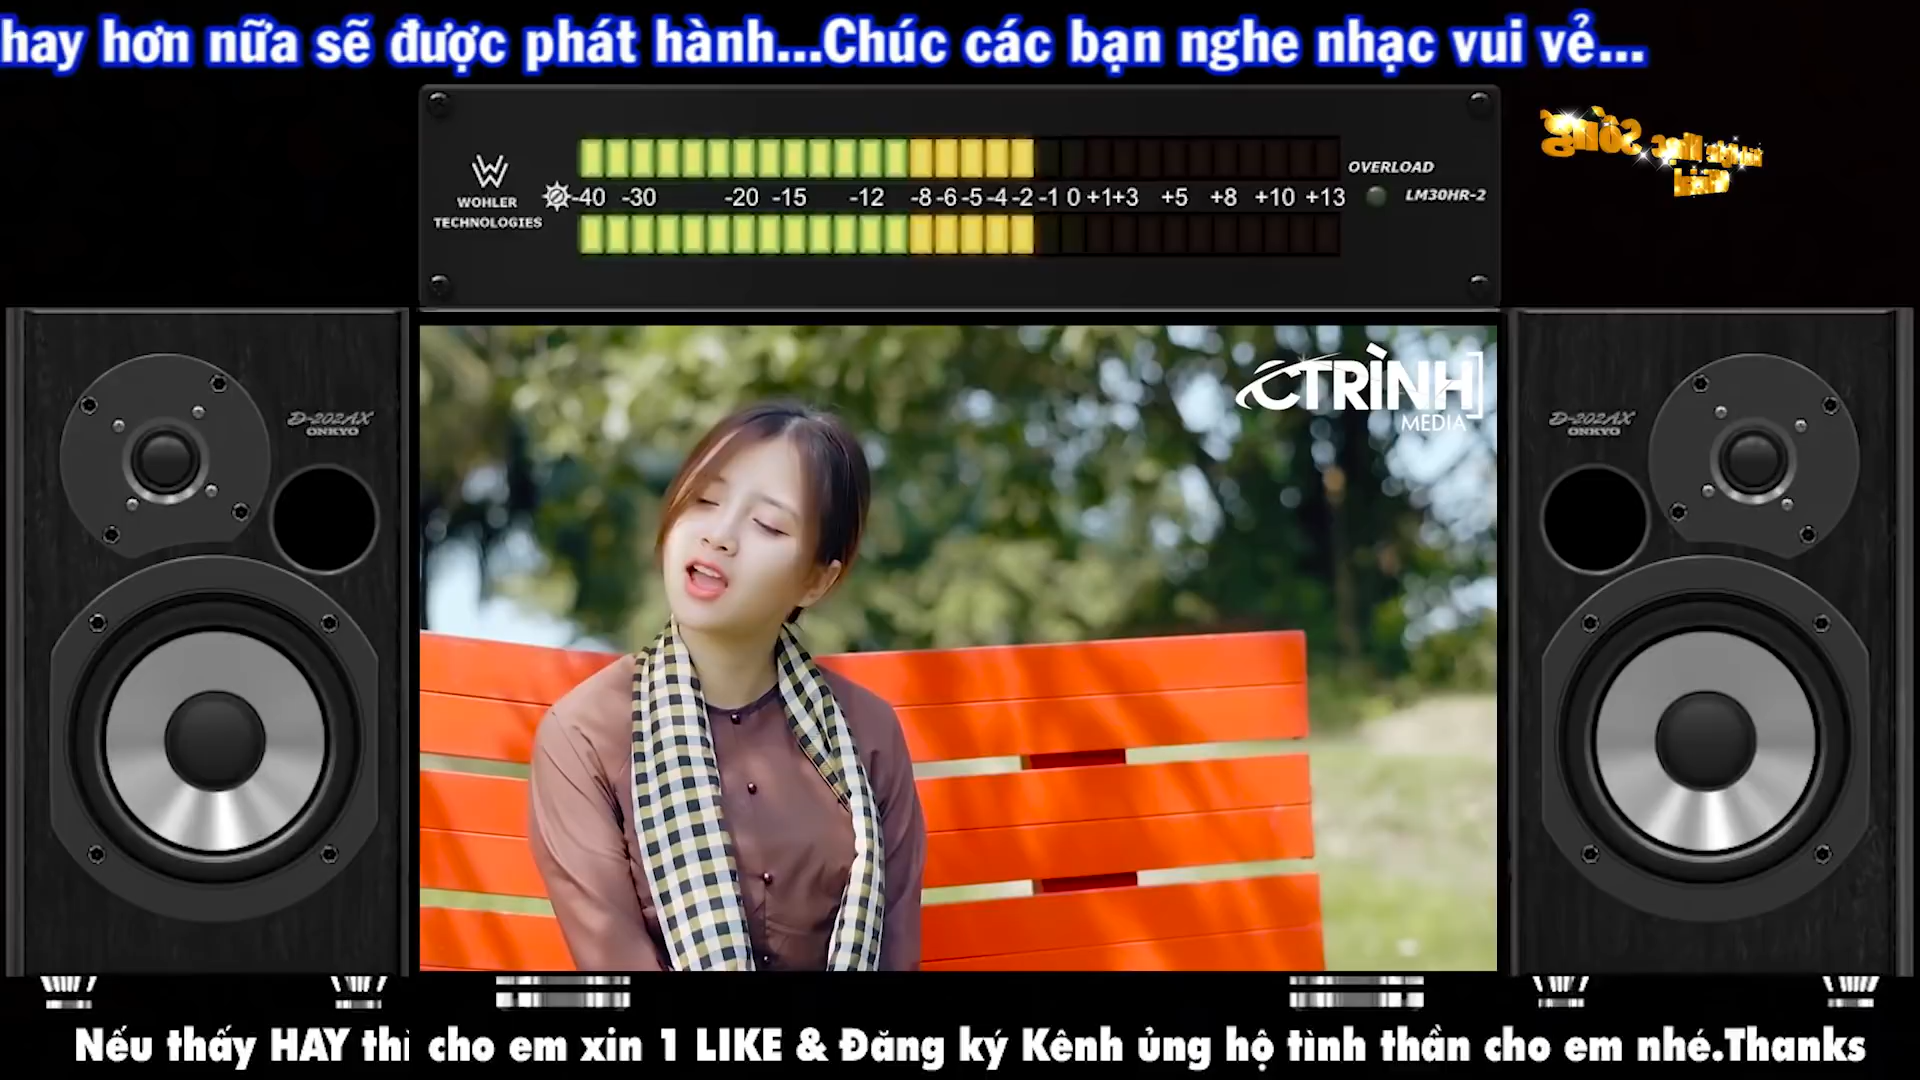 hay hơn nữa sẽ được phát hành...Chúc các bạn nghe nhạc vui vẻ...
OVERLOAD
-40 -30 -20 -15 -12 -8 -6 -5 -4 -2 -1 0 +1 +3 +5 +8 +10 +13
LM30HR-2
WOHLER
TECHNOLOGIES
CTRÌNH
MEDIA
D-202AX
ONKYO
D-202AX
ONKYO
Nếu thấy HAY thì cho em xin 1 LIKE & Đăng ký Kênh ủng hộ tình thần cho em nhé.Thanks